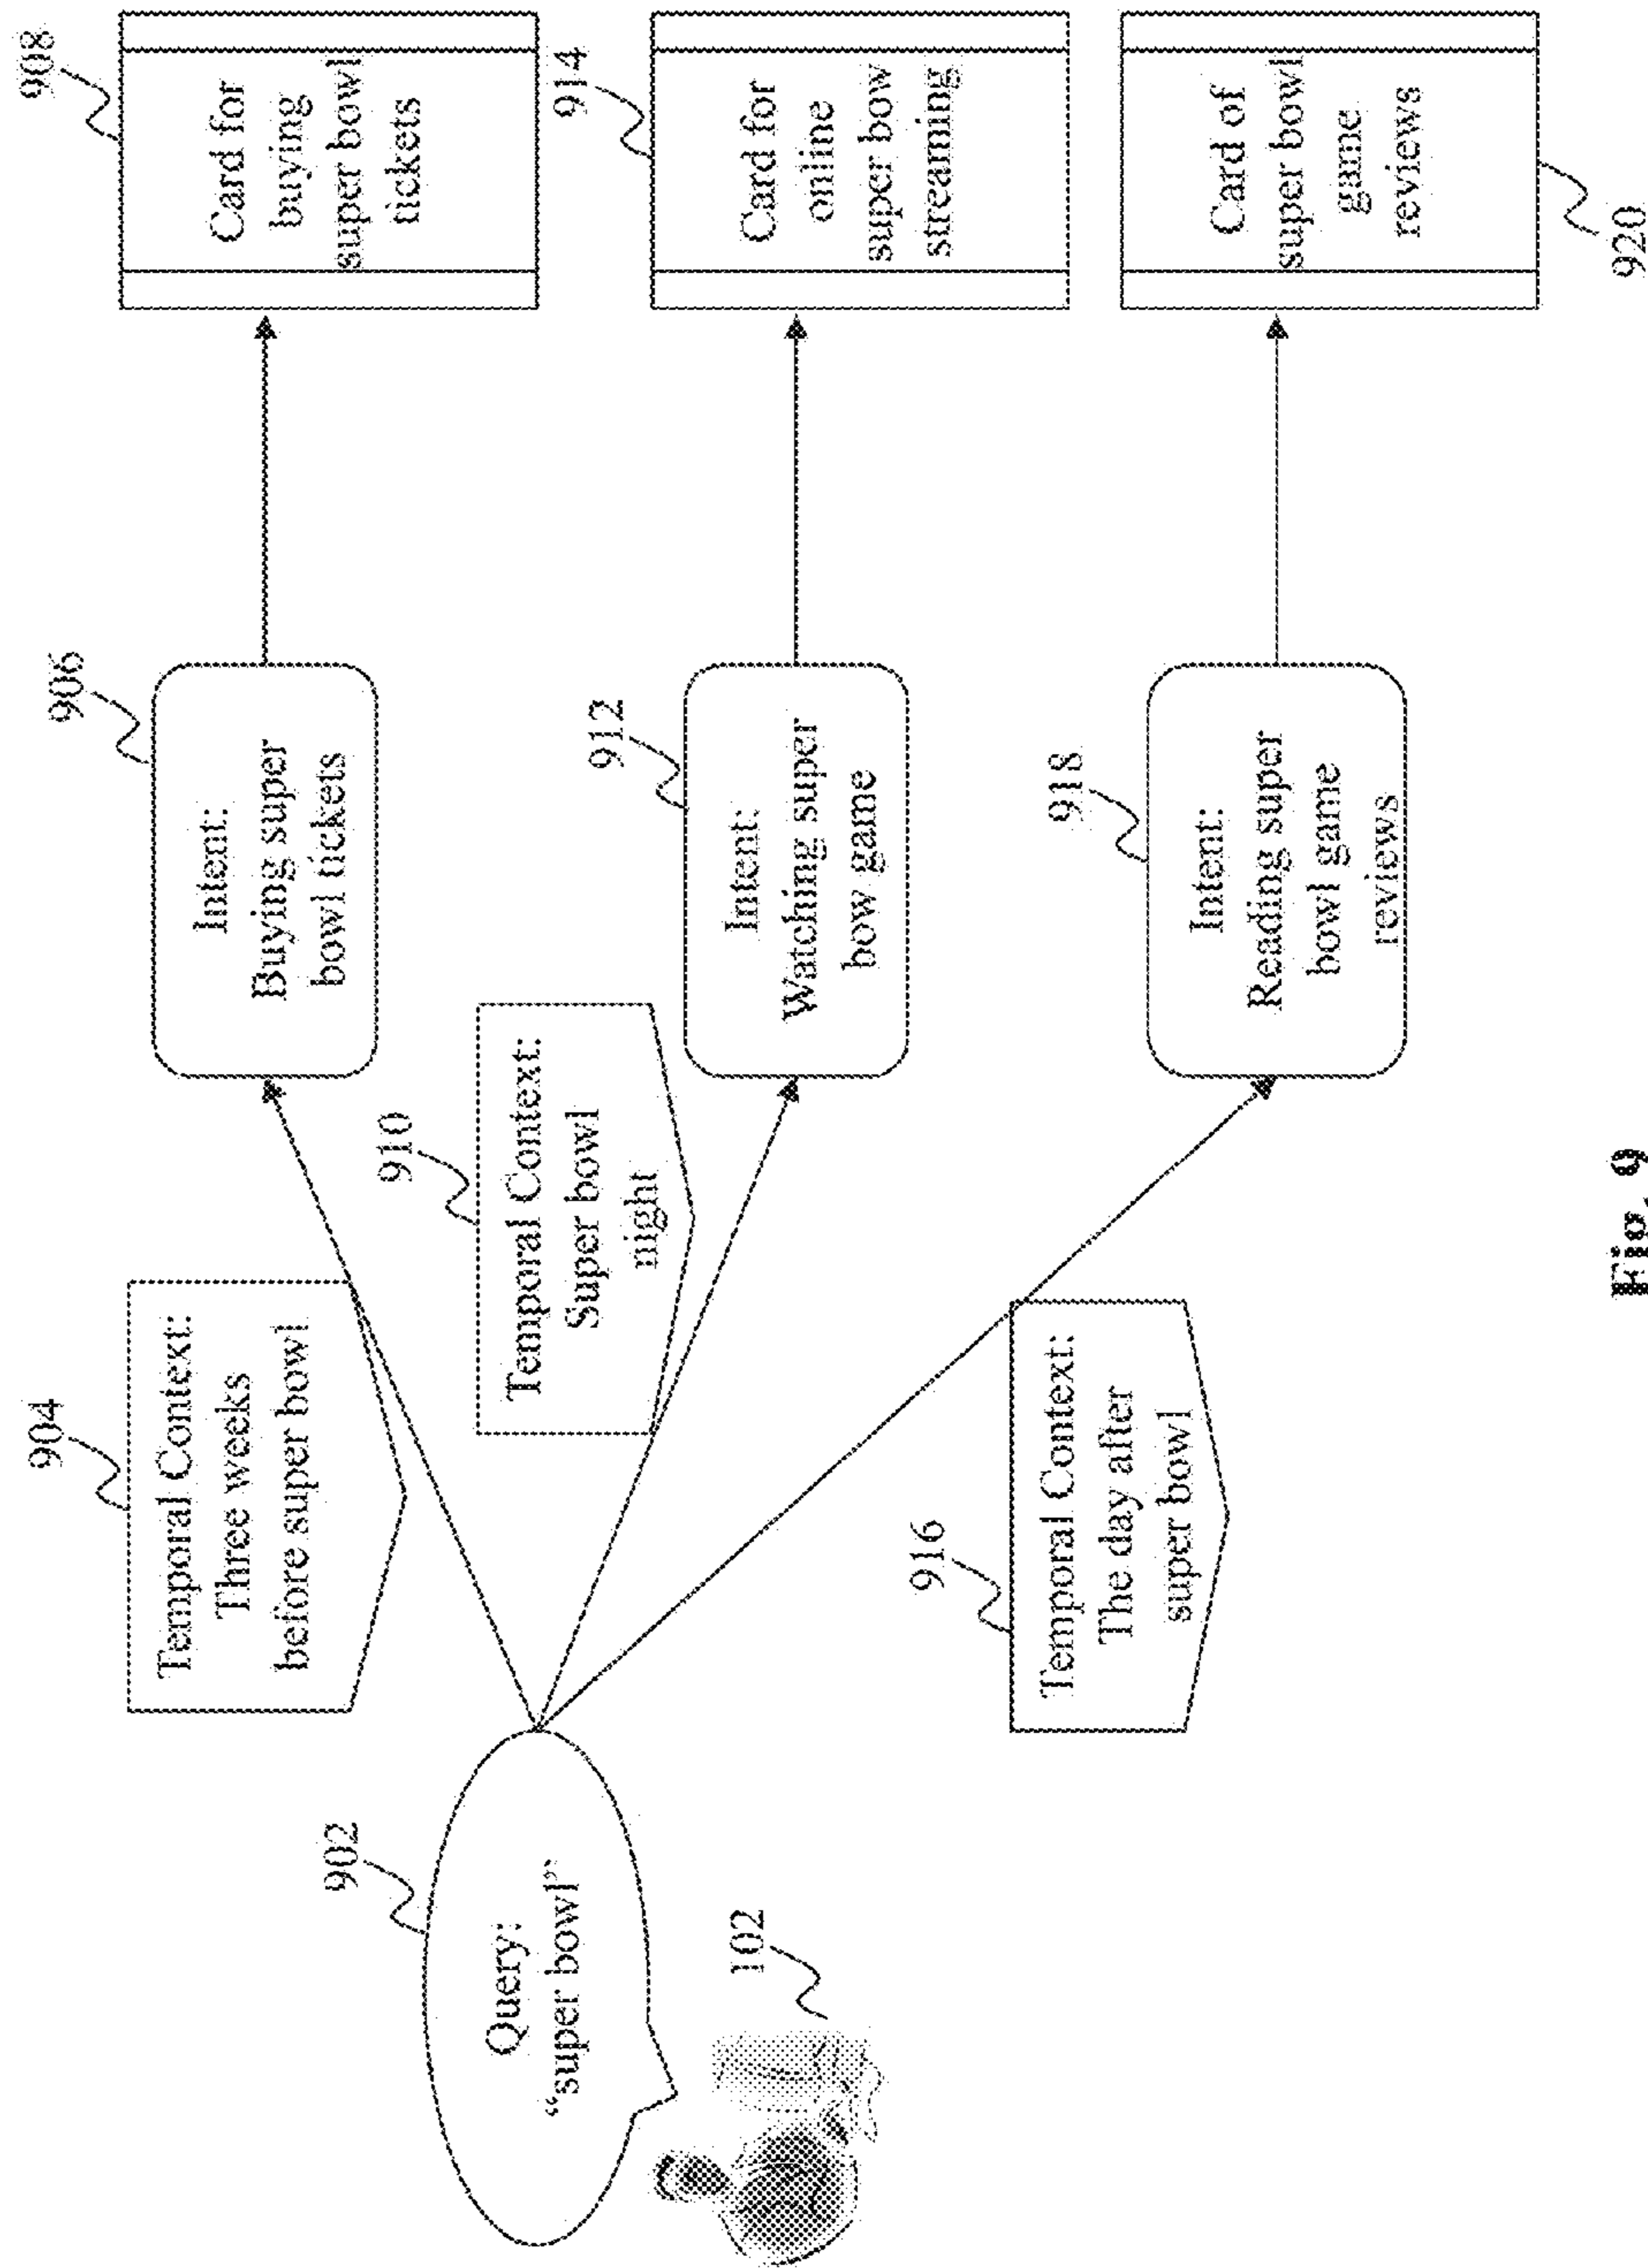 102
902
Query:
“super bowl”
904
Temporal Context:
Three weeks
before super bowl
906
Intent:
Buying super
bowl tickets
908
Card for
buying
super bowl
tickets
910
Temporal Context:
Super bowl
night
912
Intent:
Watching super
bow game
914
Card for
online
super bow
streaming
916
Temporal Context:
The day after
super bowl
918
Intent:
Reading super
bowl game
reviews
920
Card of
super bowl
game
reviews
Fig. 9